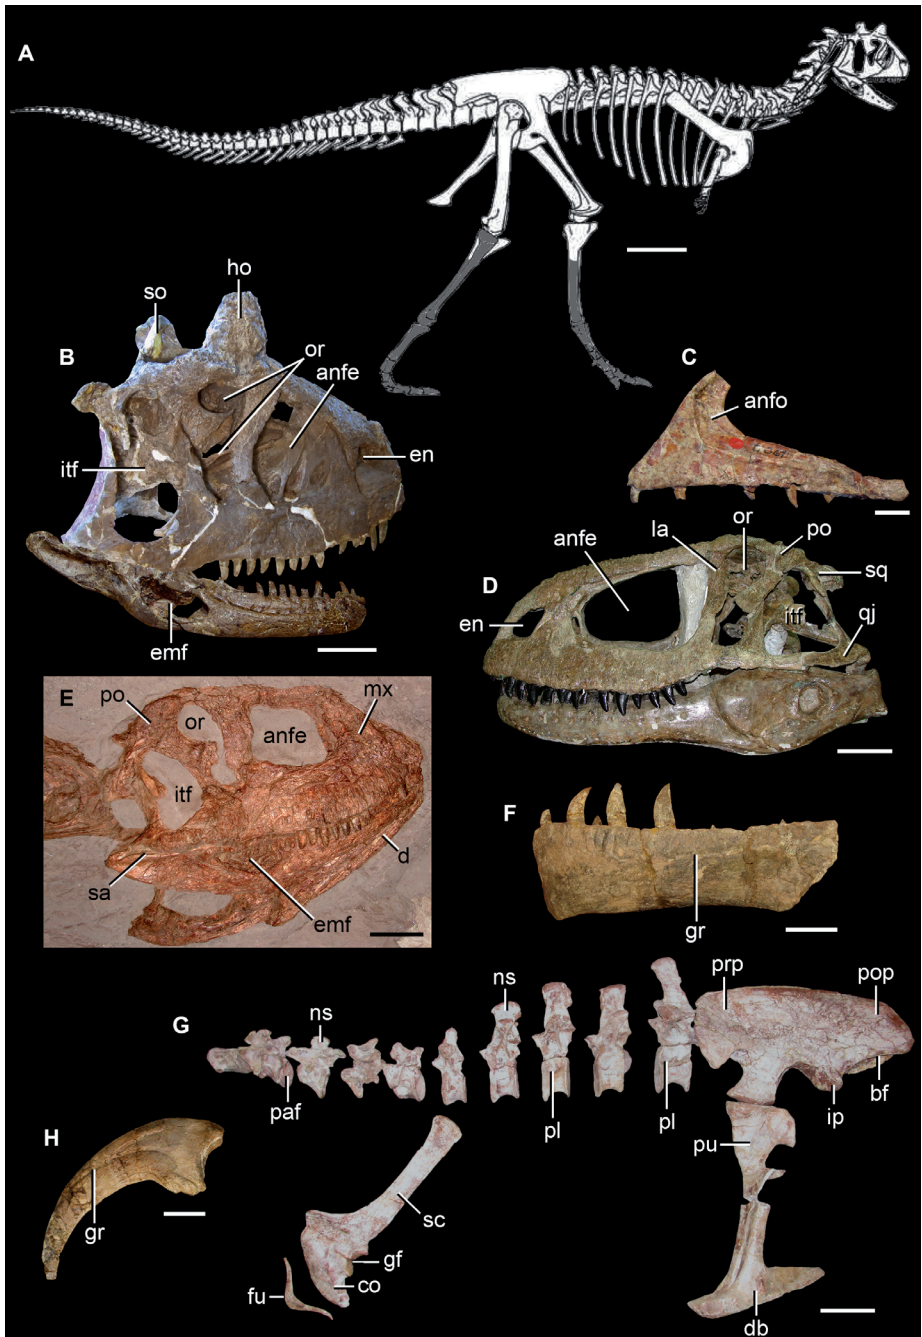 A
B
so
ho
or
anfe
en
itf
emf
C
anfo
D
anfe
la
or
po
sq
itf
qj
en
E
po
or
anfe
mx
itf
d
sa
emf
F
gr
G
ns
ns
prp
pop
paf
pl
pl
ip
bf
pu
H
gr
sc
gf
co
fu
db